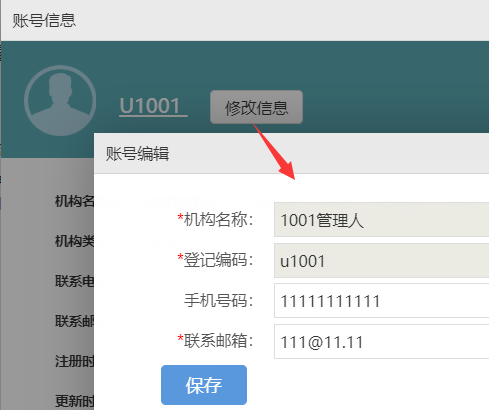 账号信息
U1001
修改信息
账号编辑
机构名
*机构名称：
1001管理人
机构类
*登记编码：
u1001
联系电
手机号码：
11111111111
联系邮
*联系邮箱：
111@11.11
注册时
保存
更新时